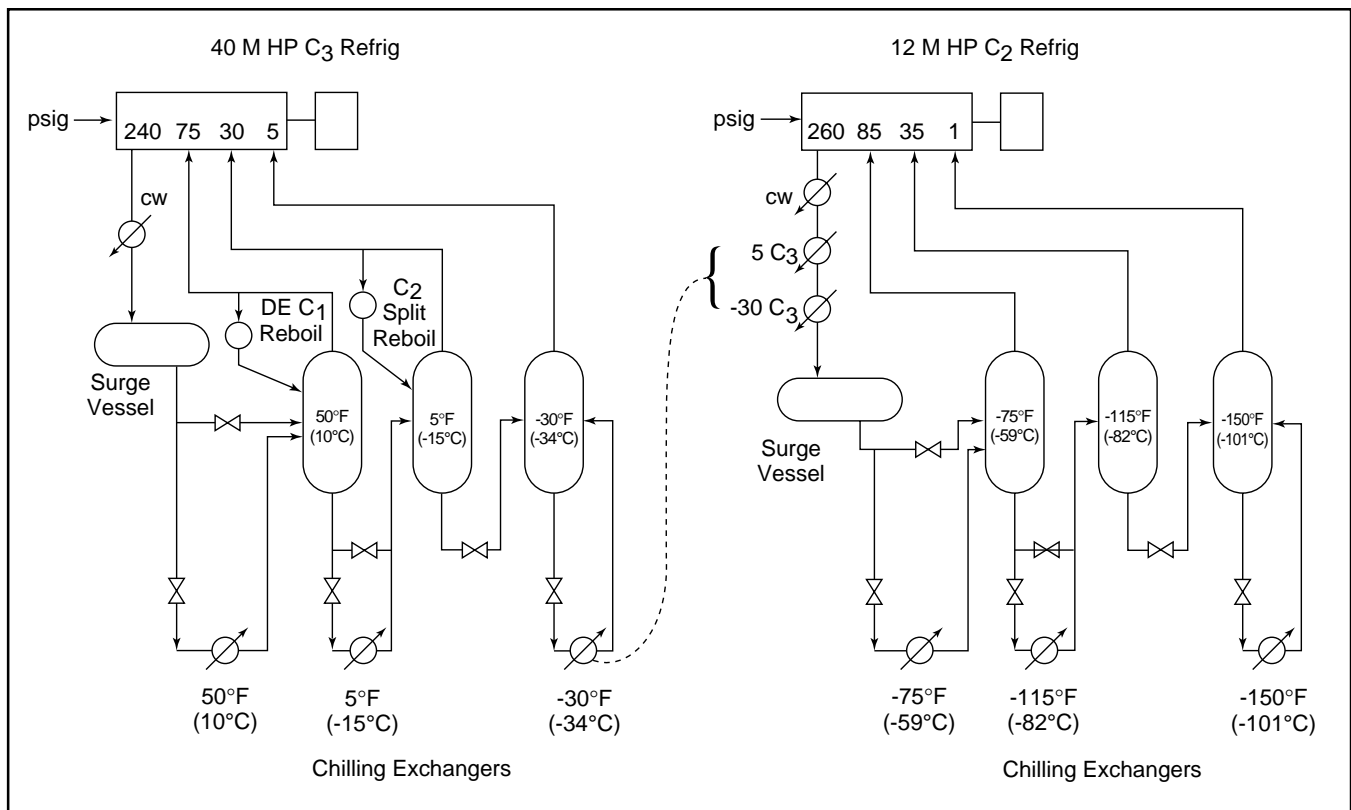 40 M HP C3 Refrig
psig
240 75 30 5
cw
DE C1
Reboil
C2
Split
Reboil
Surge
Vessel
50°F
(10°C)
5°F
(-15°C)
-30°F
(-34°C)
50°F
(10°C)
5°F
(-15°C)
-30°F
(-34°C)
Chilling Exchangers
12 M HP C2 Refrig
psig
260 85 35 1
cw
5 C3
-30 C3
Surge
Vessel
-75°F
(-59°C)
-115°F
(-82°C)
-150°F
(-101°C)
-75°F
(-59°C)
-115°F
(-82°C)
-150°F
(-101°C)
Chilling Exchangers